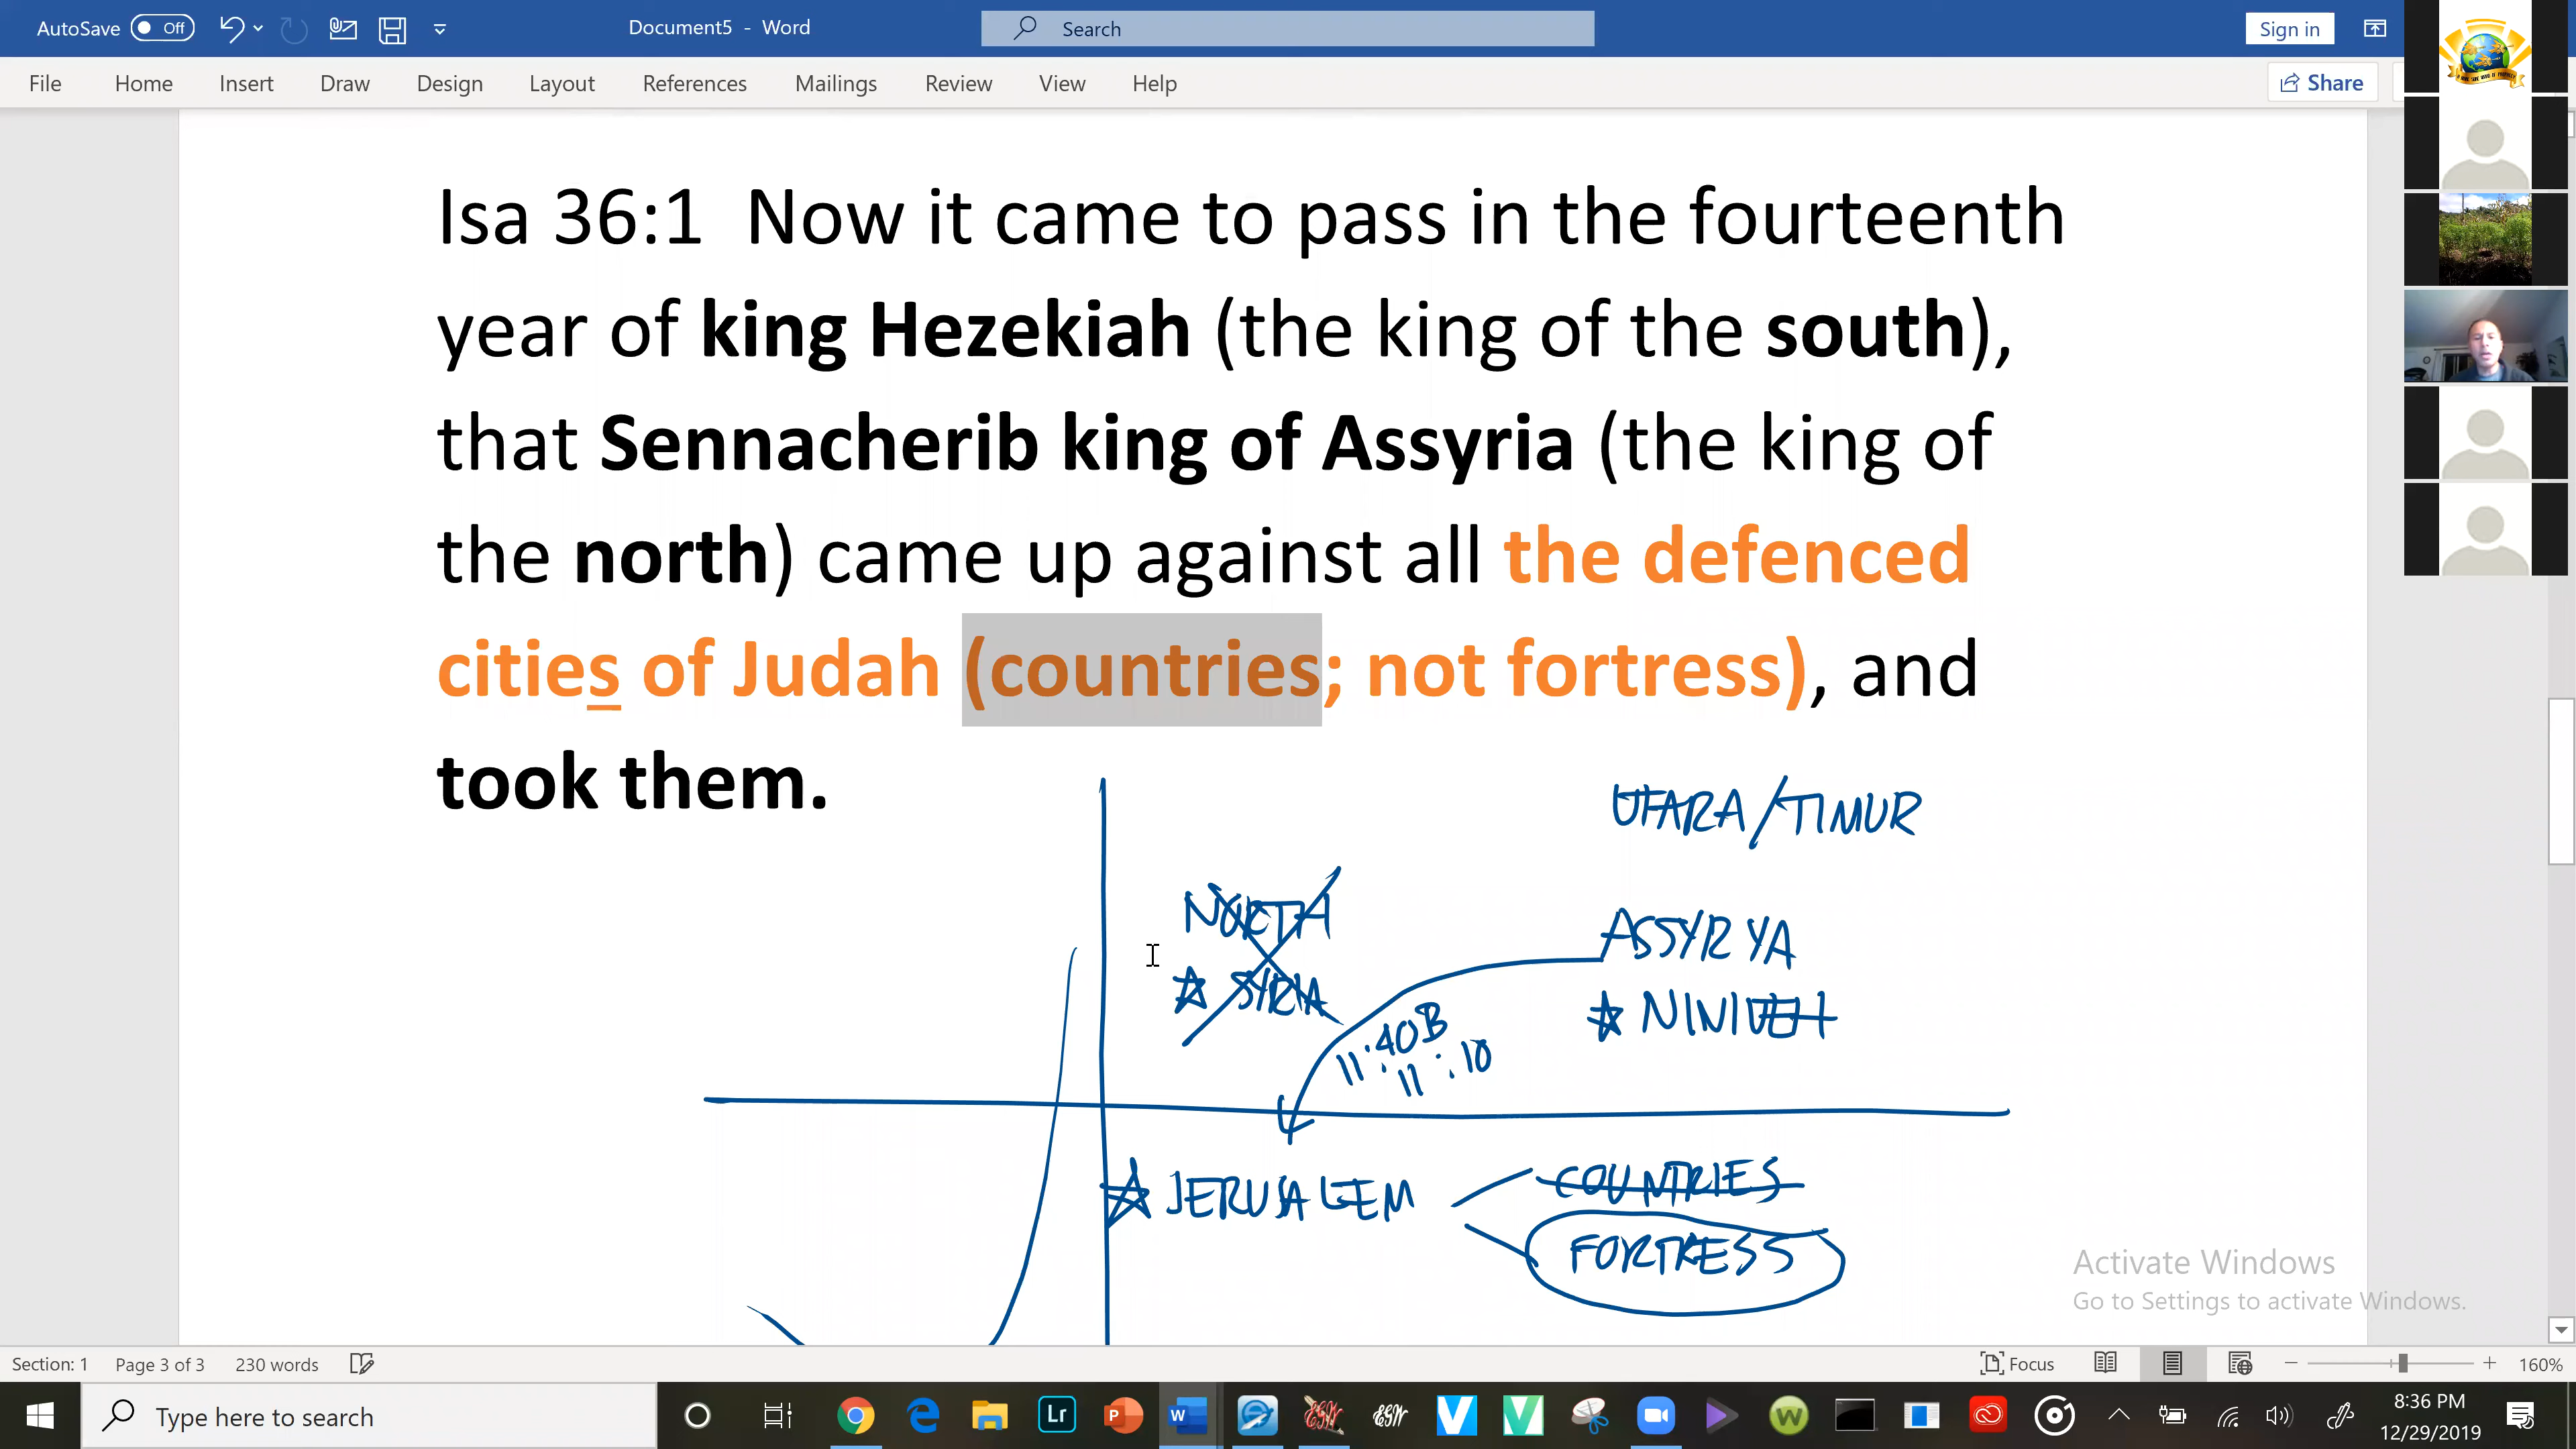 AutoSave Off Document5 - Word Search Sign in
File Home Insert Draw Design Layout References Mailings Review View Help Share
Isa 36:1 Now it came to pass in the fourteenth
year of king Hezekiah (the king of the south),
that Sennacherib king of Assyria (the king of
the north) came up against all the defenced
cities of Judah (countries; not fortress), and
took them.
UTARA/TIMUR
NORTH
SYRIA
ASSYRYA
NINIVEH
11:40B
11:10
JERUSALEM
COUNTRIES
FORTRESS
Activate Windows
Go to Settings to activate Windows.
Section: 1 Page 3 of 3 230 words Focus 160%
Type here to search
8:36 PM
12/29/2019